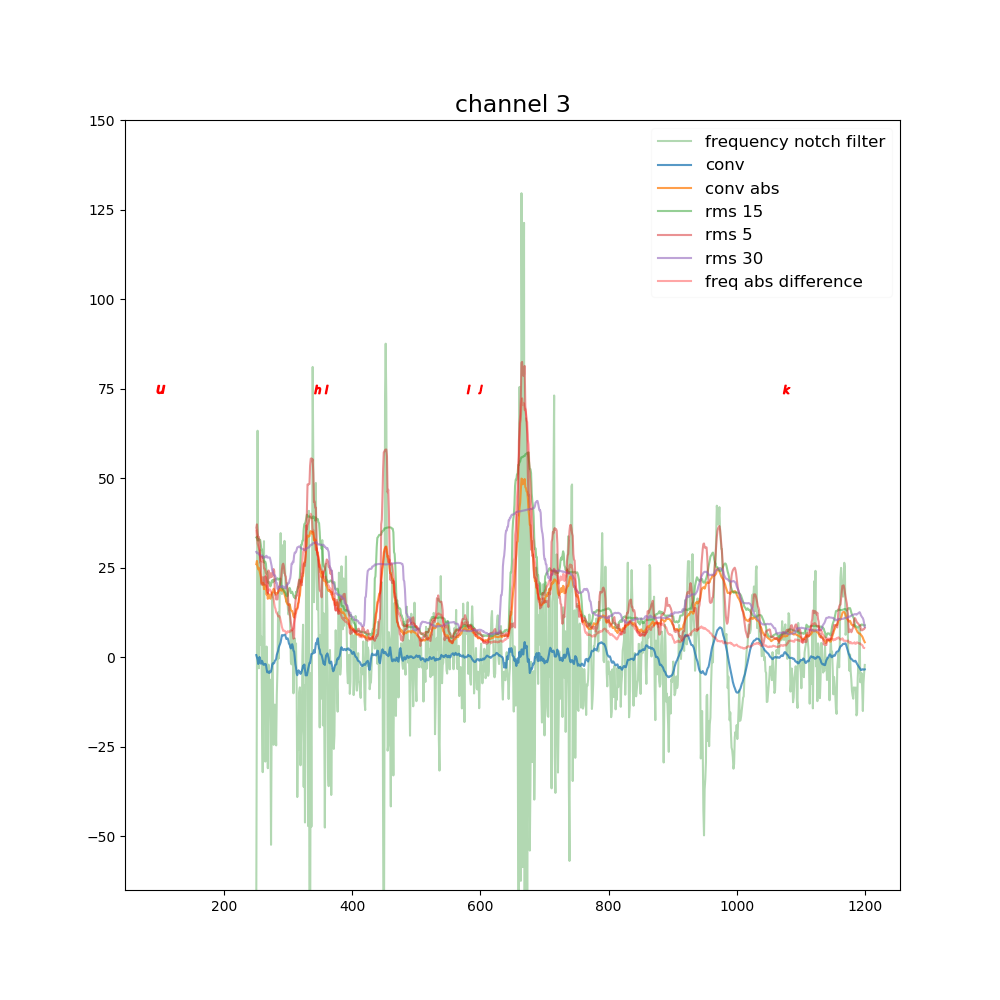 channel 3
150
125
100
75
50
25
0
−25
−50
frequency notch filter
conv
conv abs
rms 15
rms 5
rms 30
freq abs difference
u h l l J k
200 400 600 800 1000 1200